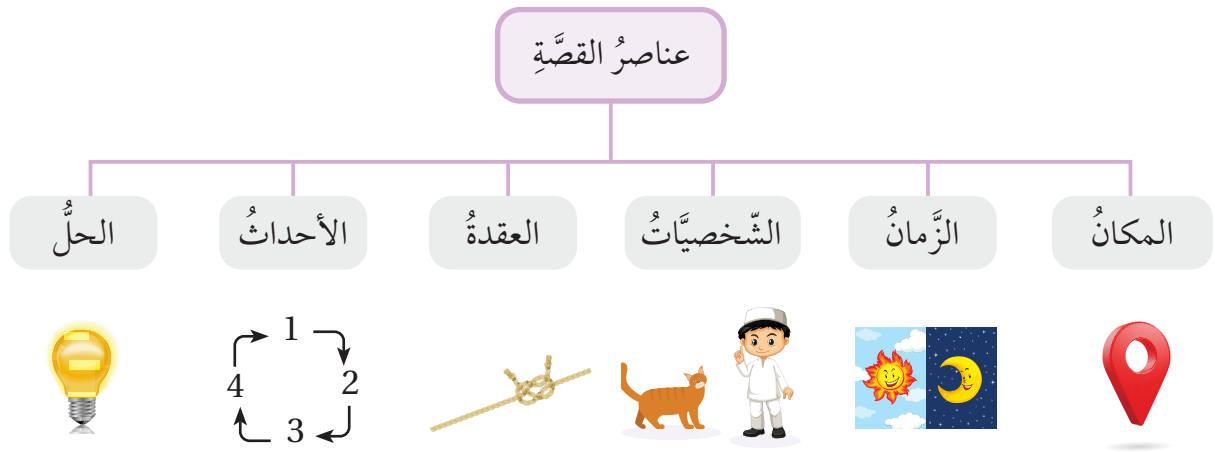 عناصرُ القصَّةِ
المكانُ
الزَّمانُ
الشّخصيَّاتُ
العقدةُ
الأحداثُ
الحلُّ
1
2
3
4